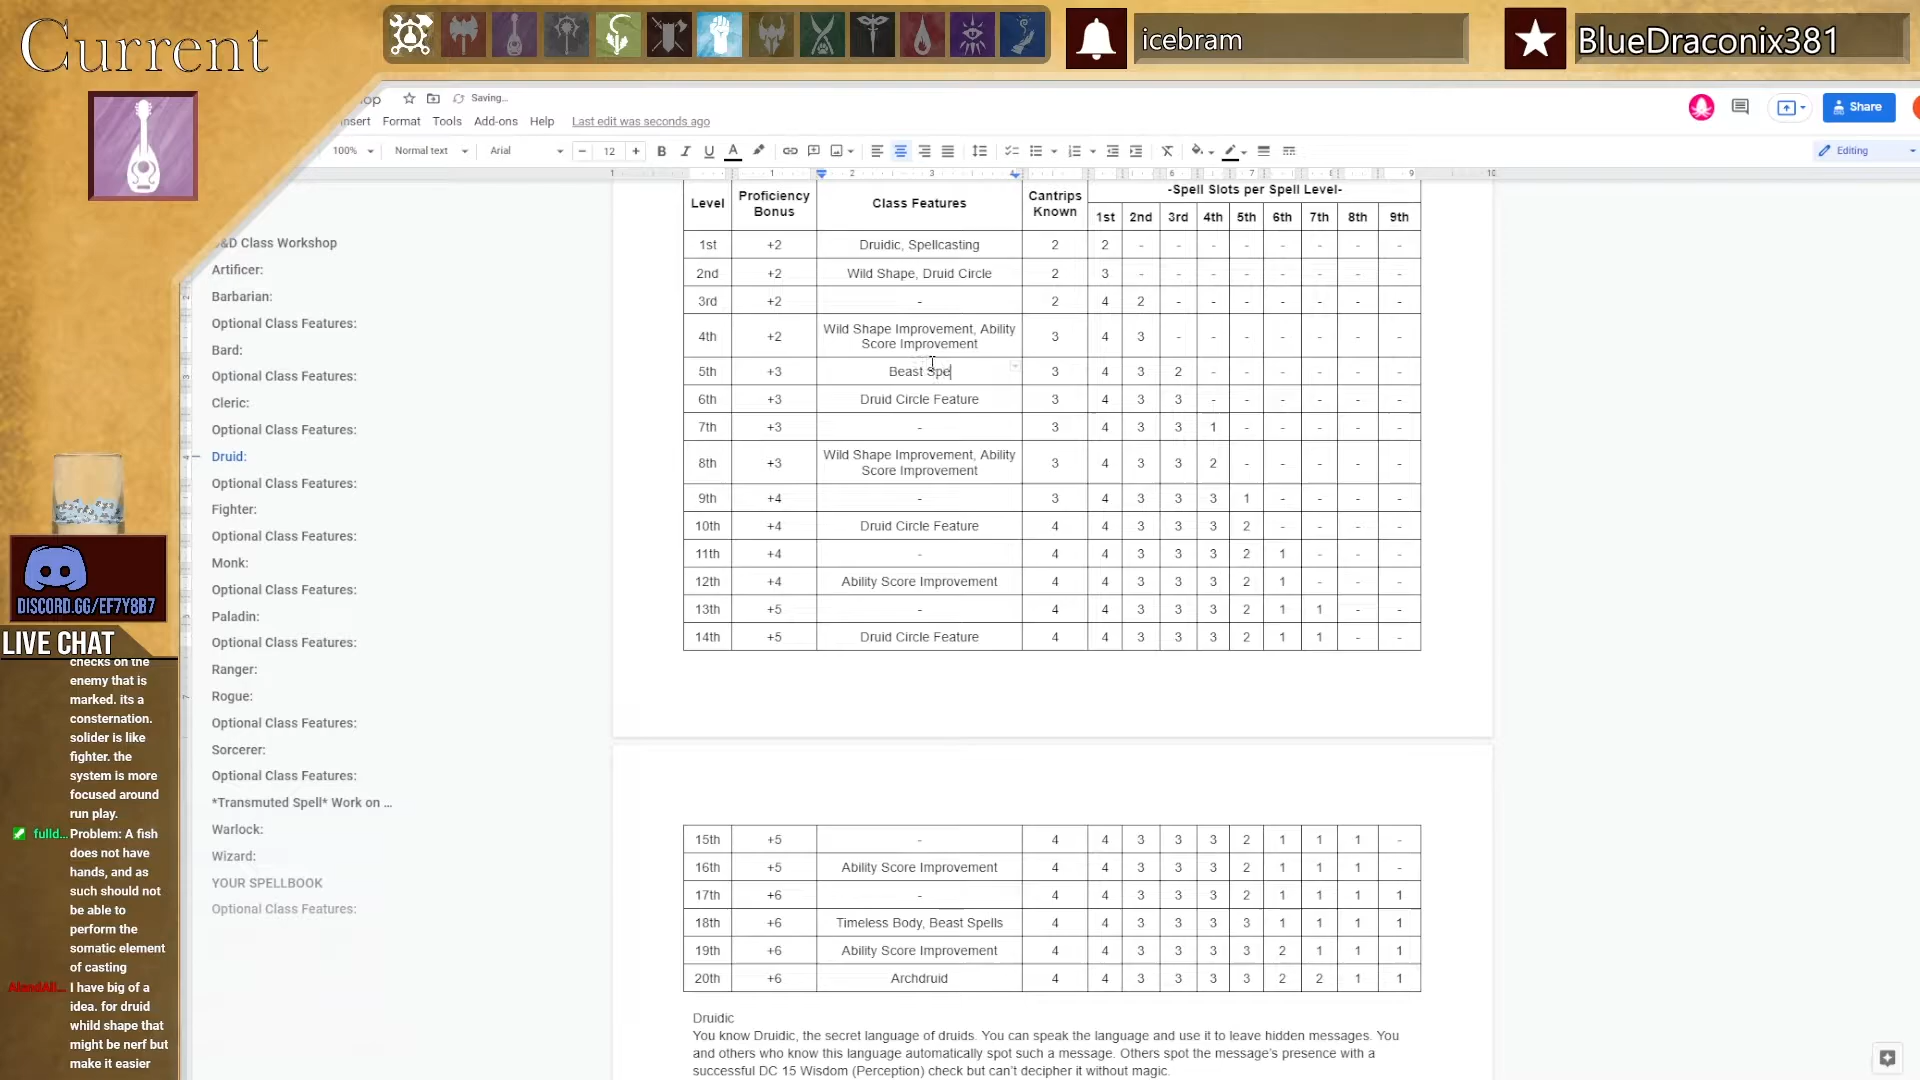 Current
icebram
BlueDraconix381
op
Saving...
nsert Format Tools Add-ons Help Last edit was seconds ago
Share
100% Normal text Arial 12 B I U A
Editing
1 1 2 3 6 7 8 9 10
D&D Class Workshop
Artificer:
Barbarian:
Optional Class Features:
Bard:
Optional Class Features:
Cleric:
Optional Class Features:
Druid:
Optional Class Features:
Fighter:
Optional Class Features:
Monk:
Optional Class Features:
Paladin:
Optional Class Features:
Ranger:
Rogue:
Optional Class Features:
Sorcerer:
Optional Class Features:
*Transmuted Spell* Work on ...
Warlock:
Wizard:
YOUR SPELLBOOK
Optional Class Features:
Level Proficiency Bonus Class Features Cantrips Known -Spell Slots per Spell Level-
1st 2nd 3rd 4th 5th 6th 7th 8th 9th
1st +2 Druidic, Spellcasting 2 2 - - - - - - - -
2nd +2 Wild Shape, Druid Circle 2 3 - - - - - - - -
3rd +2 - 2 4 2 - - - - - - -
4th +2 Wild Shape Improvement, Ability Score Improvement 3 4 3 - - - - - - -
5th +3 Beast Spe 3 4 3 2 - - - - - -
6th +3 Druid Circle Feature 3 4 3 3 - - - - - -
7th +3 - 3 4 3 3 1 - - - - -
8th +3 Wild Shape Improvement, Ability Score Improvement 3 4 3 3 2 - - - - -
9th +4 - 3 4 3 3 3 1 - - - -
10th +4 Druid Circle Feature 4 4 3 3 3 2 - - - -
11th +4 - 4 4 3 3 3 2 1 - - -
12th +4 Ability Score Improvement 4 4 3 3 3 2 1 - - -
13th +5 - 4 4 3 3 3 2 1 1 - -
14th +5 Druid Circle Feature 4 4 3 3 3 2 1 1 - -
15th +5 - 4 4 3 3 3 2 1 1 1 -
16th +5 Ability Score Improvement 4 4 3 3 3 2 1 1 1 -
17th +6 - 4 4 3 3 3 2 1 1 1 1
18th +6 Timeless Body, Beast Spells 4 4 3 3 3 3 1 1 1 1
19th +6 Ability Score Improvement 4 4 3 3 3 3 2 1 1 1
20th +6 Archdruid 4 4 3 3 3 3 2 2 1 1
Druidic
You know Druidic, the secret language of druids. You can speak the language and use it to leave hidden messages. You
and others who know this language automatically spot such a message. Others spot the message's presence with a
successful DC 15 Wisdom (Perception) check but can't decipher it without magic.
DISCORD.GG/EF7Y8B7
LIVE CHAT
checks on the
enemy that is
marked. its a
consternation.
solider is like
fighter. the
system is more
focused around
run play.
fulld... Problem: A fish
does not have
hands, and as
such should not
be able to
perform the
somatic element
of casting
I have big of a
idea. for druid
whild shape that
might be nerf but
make it easier